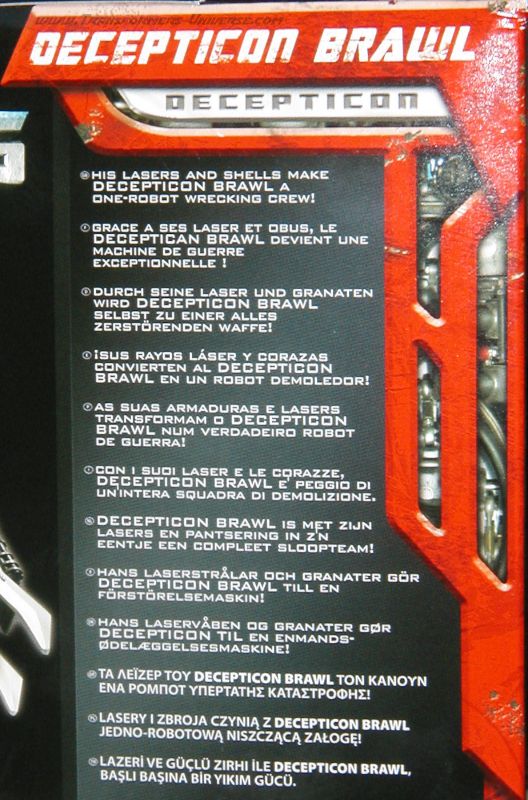 www.Transformers-Universe.com
DECEPTICON BRAWL
DECEPTICON
HIS LASERS AND SHELLS MAKE
DECEPTICON BRAWL A
ONE-ROBOT WRECKING CREW!
GRACE A SES LASER ET OBUS, LE
DECEPTICAN BRAWL DEVIENT UNE
MACHINE DE GUERRE
EXCEPTIONNELLE !
DURCH SEINE LASER UND GRANATEN
WIRD DECEPTICON BRAWL
SELBST ZU EINER ALLES
ZERSTÖRENDEN WAFFE!
¡SUS RAYOS LÁSER Y CORAZAS
CONVIERTEN AL DECEPTICON
BRAWL EN UN ROBOT DEMOLEDOR!
AS SUAS ARMADURAS E LASERS
TRANSFORMAM O DECEPTICON
BRAWL NUM VERDADEIRO ROBOT
DE GUERRA!
CON I SUOI LASER E LE CORAZZE,
DECEPTICON BRAWL E' PEGGIO DI
UN'INTERA SQUADRA DI DEMOLIZIONE.
DECEPTICON BRAWL IS MET ZIJN
LASERS EN PANTSERING IN Z'N
EENTJE EEN COMPLEET SLOOPTEAM!
HANS LASERSTRÅLAR OCH GRANATER GÖR
DECEPTICON BRAWL TILL EN
FÖRSTÖRELSEMASKIN!
HANS LASERVÅBEN OG GRANATER GØR
DECEPTICON TIL EN ENMANDS-
ØDELÆGGELSESMASKINE!
ΤΑ ΛΕΪΖΕΡ ΤΟΥ DECEPTICON BRAWL ΤΟΝ ΚΑΝΟΥΝ
ΕΝΑ ΡΟΜΠΟΤ ΥΠΕΡΤΑΤΗΣ ΚΑΤΑΣΤΡΟΦΗΣ!
LASERY I ZBROJA CZYNIĄ Z DECEPTICON BRAWL
JEDNO-ROBOTOWĄ NISZCZĄCĄ ZAŁOGĘ!
LAZERİ VE GÜÇLÜ ZIRHI İLE DECEPTICON BRAWL,
BAŞLI BAŞINA BİR YIKIM GÜCÜ.